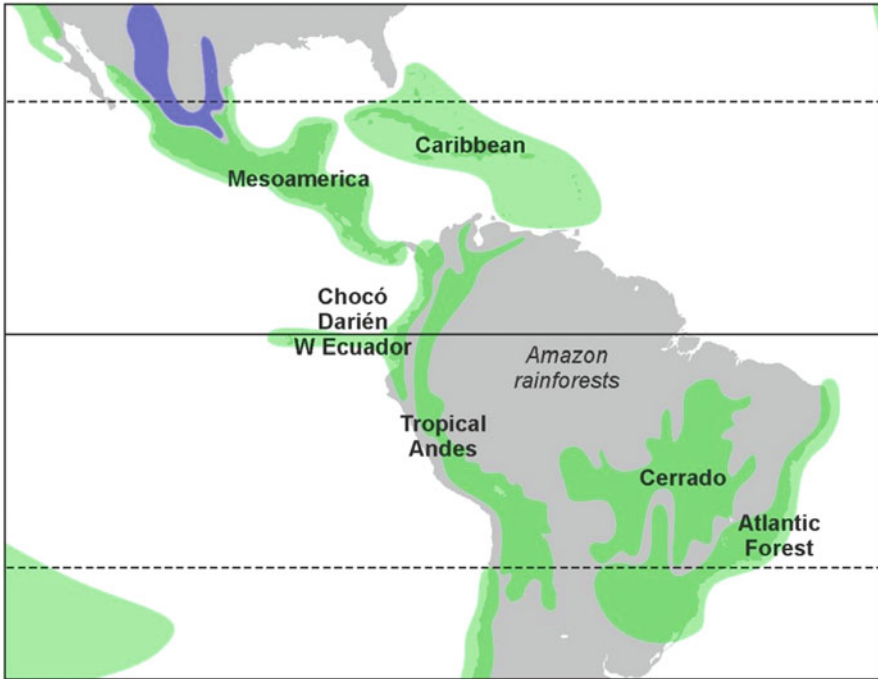 Caribbean
Mesoamerica
Chocó
Darién
W Ecuador
Amazon
rainforests
Tropical
Andes
Cerrado
Atlantic
Forest